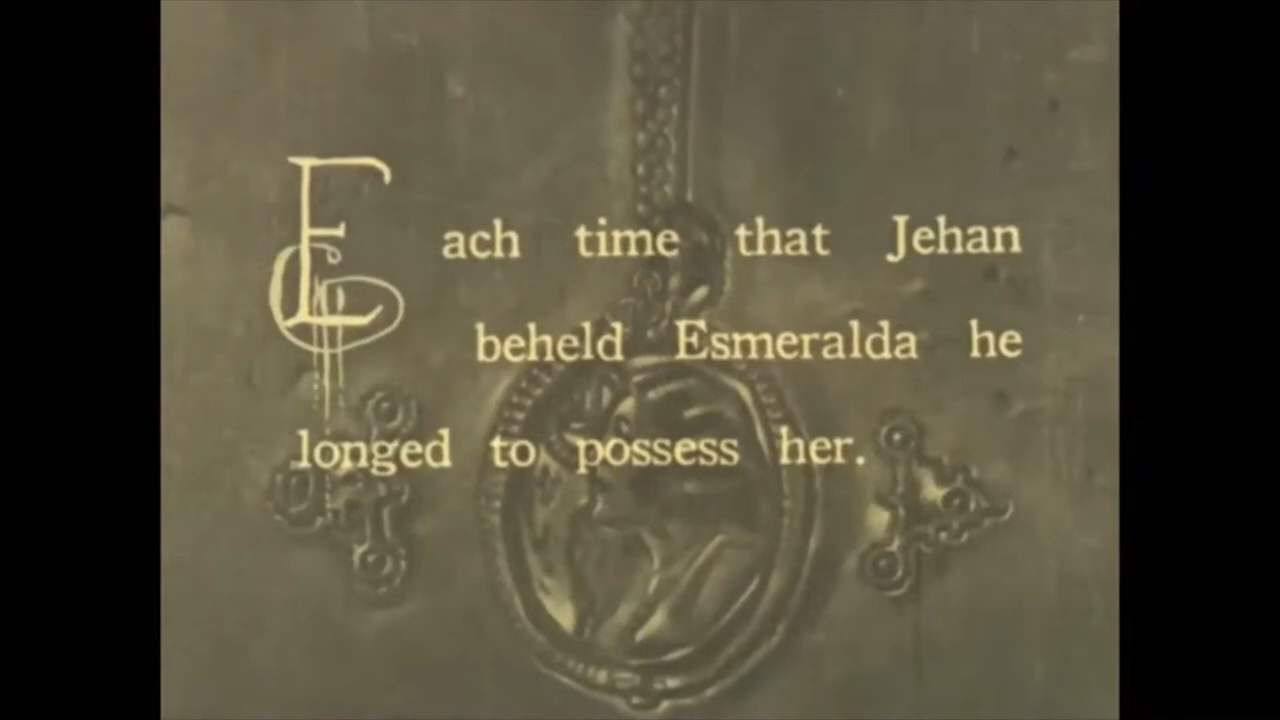 Each time that Jehan
beheld Esmeralda he
longed to possess her.